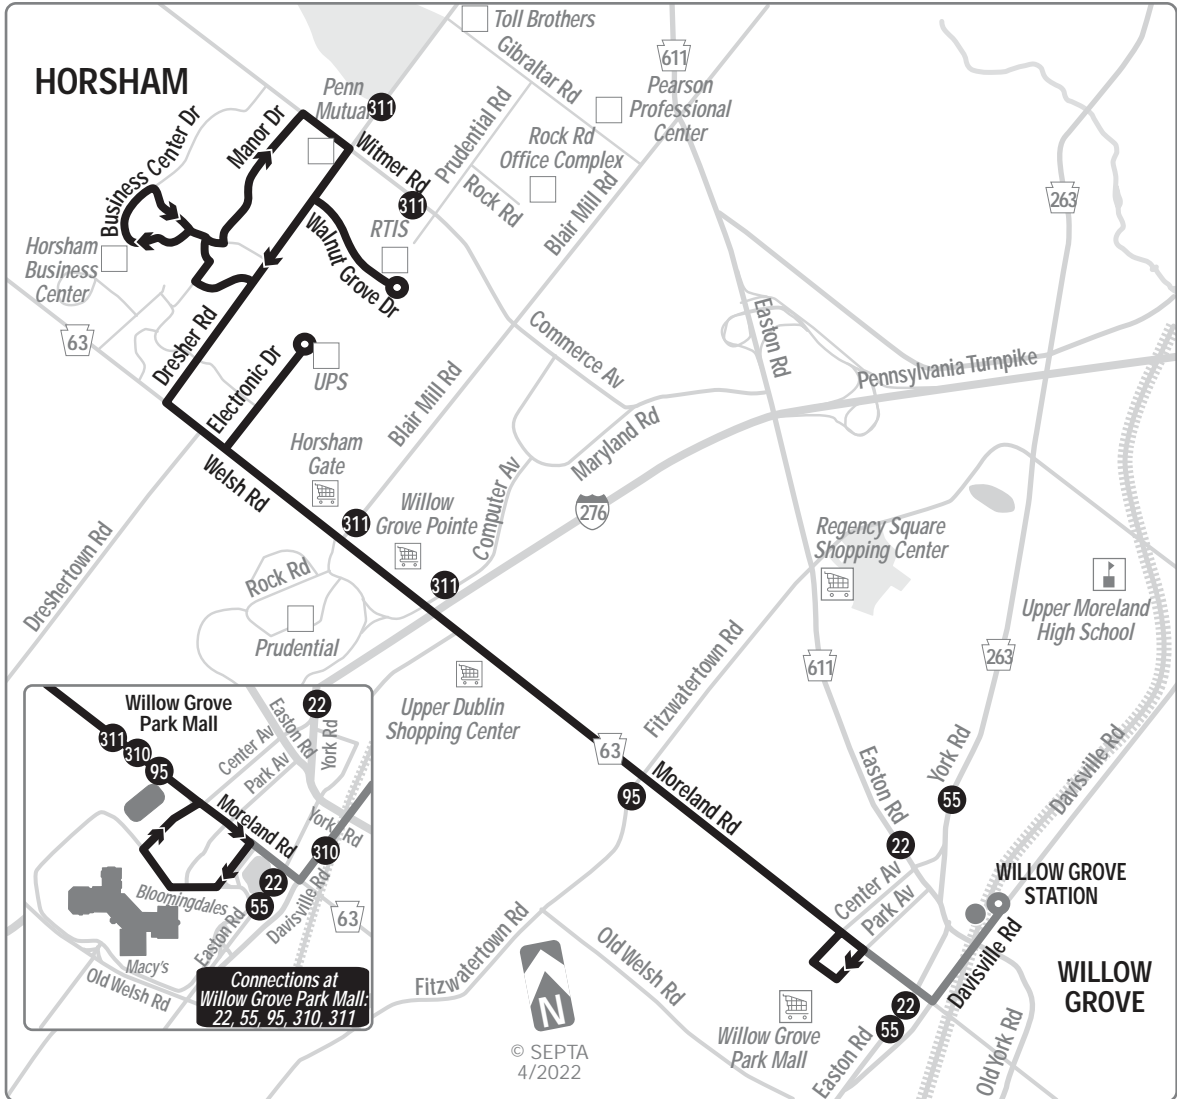 HORSHAM
Toll Brothers
Gibraltar Rd
611
Pearson
Professional
Center
Penn
Mutual
311
Witmer Rd
Prudential Rd
Rock Rd
Office Complex
Rock Rd
Blair Mill Rd
263
Manor Dr
Business Center Dr
311
RTIS
Walnut Grove Dr
Horsham
Business
Center
63
Dresher Rd
Electronic Dr
UPS
Commerce Av
Easton Rd
Pennsylvania Turnpike
Blair Mill Rd
Maryland Rd
Horsham
Gate
Welsh Rd
311
Willow
Grove Pointe
Computer Av
276
Regency Square
Shopping Center
311
Dreshertown Rd
Rock Rd
Prudential
Upper Moreland
High School
Fitzwatertown Rd
611
263
Upper Dublin
Shopping Center
63
Moreland Rd
95
Easton Rd
York Rd
55
Davisville Rd
22
Center Av
Park Av
WILLOW GROVE
STATION
Davisville Rd
WILLOW
GROVE
Fitzwatertown Rd
Old Welsh Rd
N
Willow Grove
Park Mall
22
55
Easton Rd
Old York Rd
© SEPTA
4/2022
Willow Grove
Park Mall
22
Easton Rd
York Rd
Center Av
Park Av
311
310
95
Moreland Rd
York Rd
310
Bloomingdales
22
55
Easton Rd
Davisville Rd
63
Macy's
Old Welsh Rd
Connections at
Willow Grove Park Mall:
22, 55, 95, 310, 311